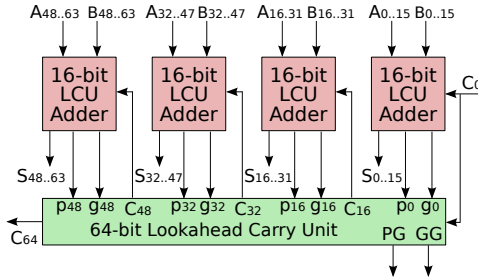 A48..63 B48..63 A32..47 B32..47 A16.31 B16..31 A0..15 B0..15
16-bit LCU Adder
16-bit LCU Adder
16-bit LCU Adder
16-bit LCU Adder
C0
S48..63 S32..47 S16..31 S0..15
p48 g48 C48 p32 g32 C32 p16 g16 C16 p0 g0
C64
64-bit Lookahead Carry Unit
PG GG